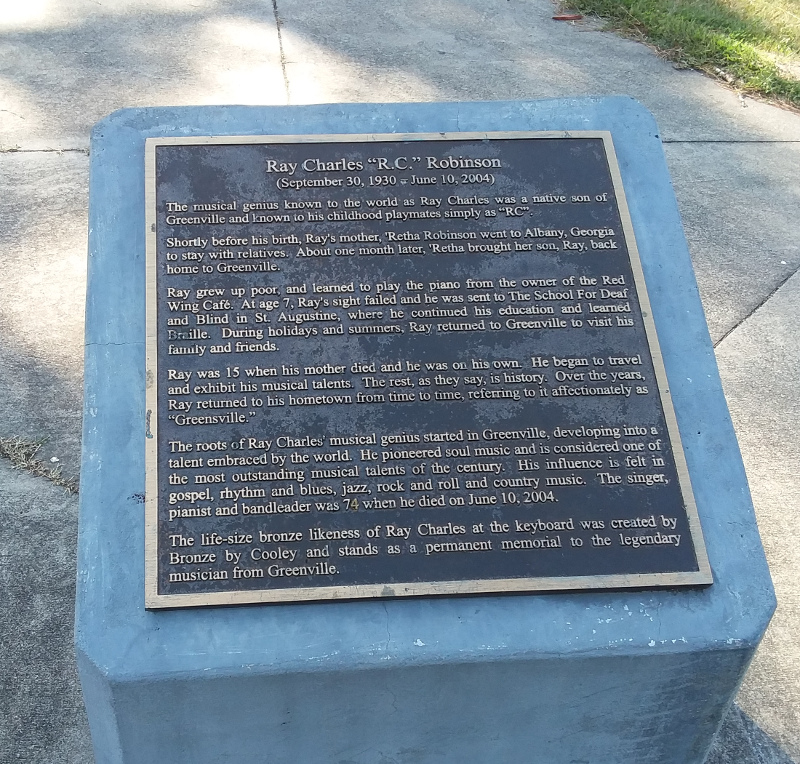 Ray Charles “R.C.” Robinson
(September 30, 1930 – June 10, 2004)
The musical genius known to the world as Ray Charles was a native son of
Greenville and known to his childhood playmates simply as “RC”.
Shortly before his birth, Ray's mother, 'Retha Robinson went to Albany, Georgia
to stay with relatives. About one month later, 'Retha brought her son, Ray, back
home to Greenville.
Ray grew up poor, and learned to play the piano from the owner of the Red
Wing Café. At age 7, Ray's sight failed and he was sent to The School For Deaf
and Blind in St. Augustine, where he continued his education and learned
Braille. During holidays and summers, Ray returned to Greenville to visit his
family and friends.
Ray was 15 when his mother died and he was on his own. He began to travel
and exhibit his musical talents. The rest, as they say, is history. Over the years,
Ray returned to his hometown from time to time, referring to it affectionately as
“Greensville.”
The roots of Ray Charles' musical genius started in Greenville, developing into a
talent embraced by the world. He pioneered soul music and is considered one of
the most outstanding musical talents of the century. His influence is felt in
gospel, rhythm and blues, jazz, rock and roll and country music. The singer,
pianist and bandleader was 74 when he died on June 10, 2004.
The life-size bronze likeness of Ray Charles at the keyboard was created by
Bronze by Cooley and stands as a permanent memorial to the legendary
musician from Greenville.